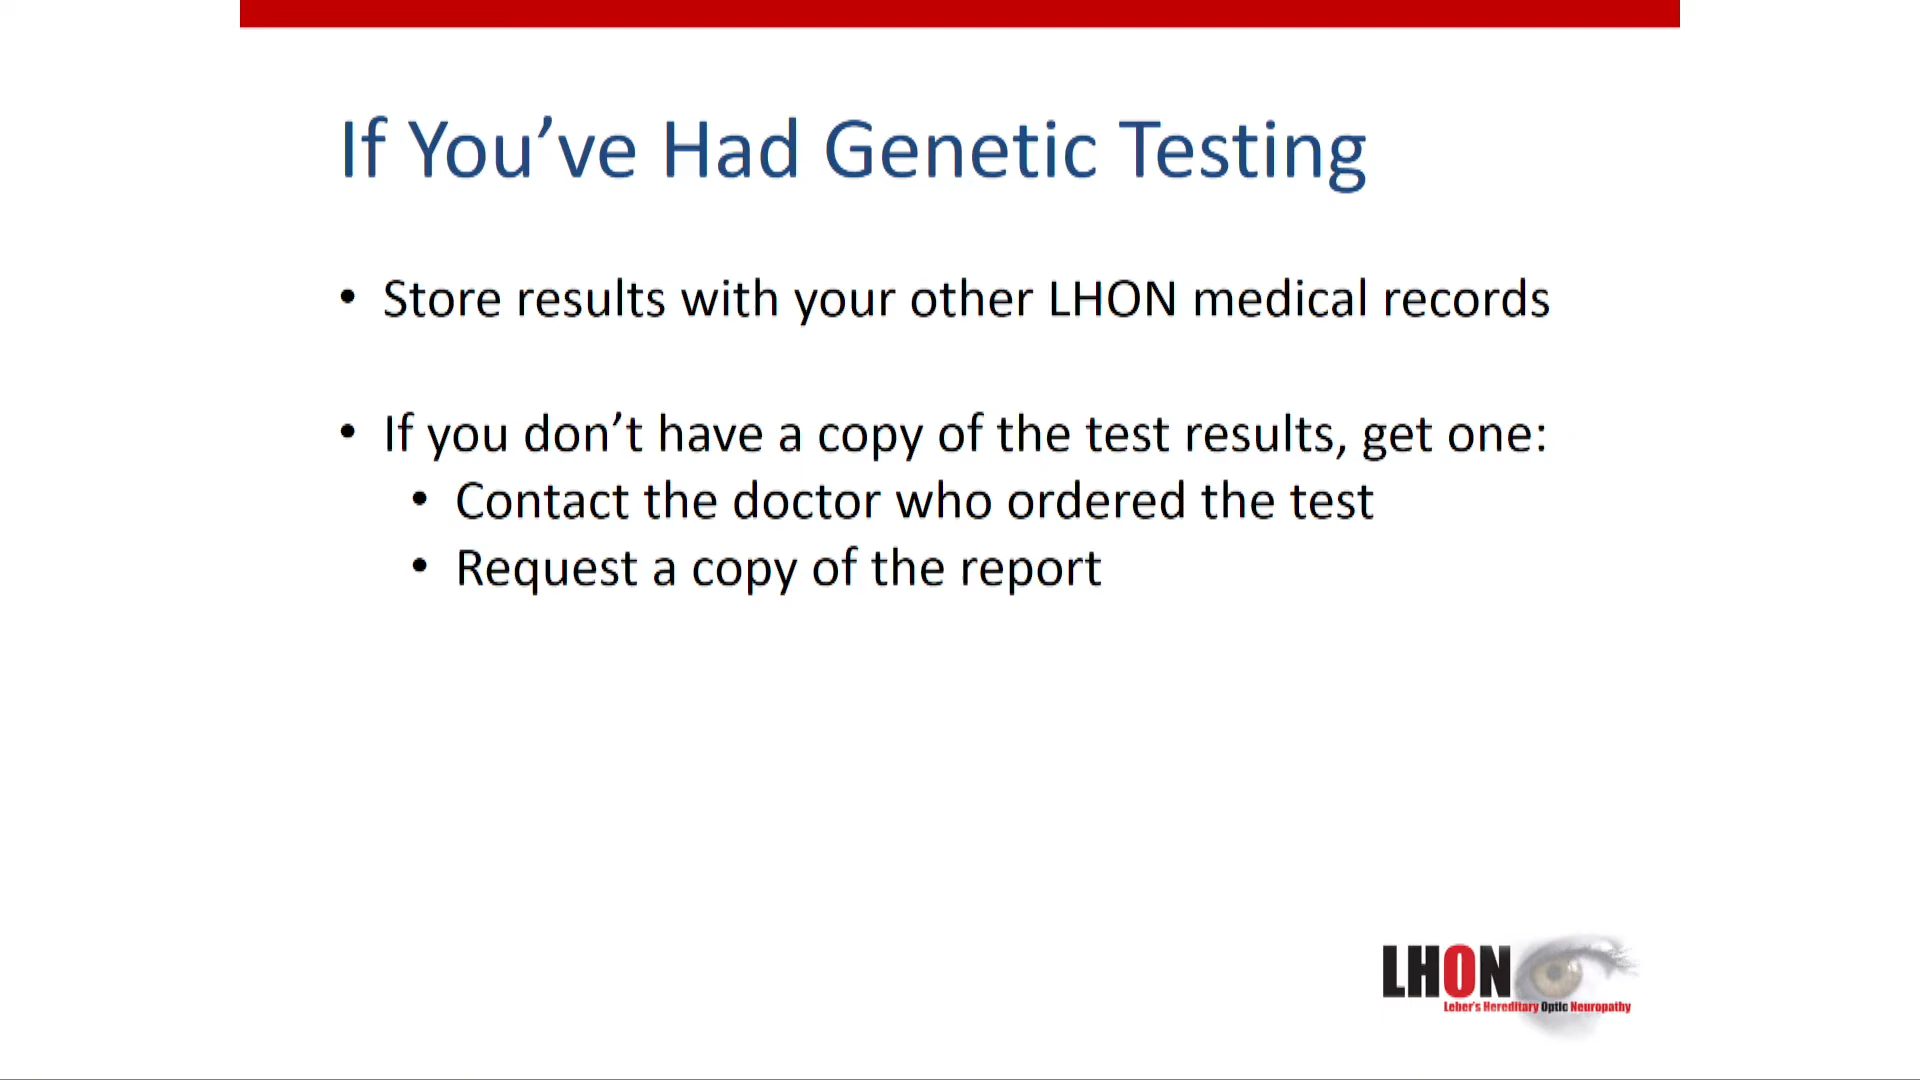 If You’ve Had Genetic Testing
• Store results with your other LHON medical records
• If you don’t have a copy of the test results, get one:
• Contact the doctor who ordered the test
• Request a copy of the report
LHON
Leber's Hereditary Optic Neuropathy